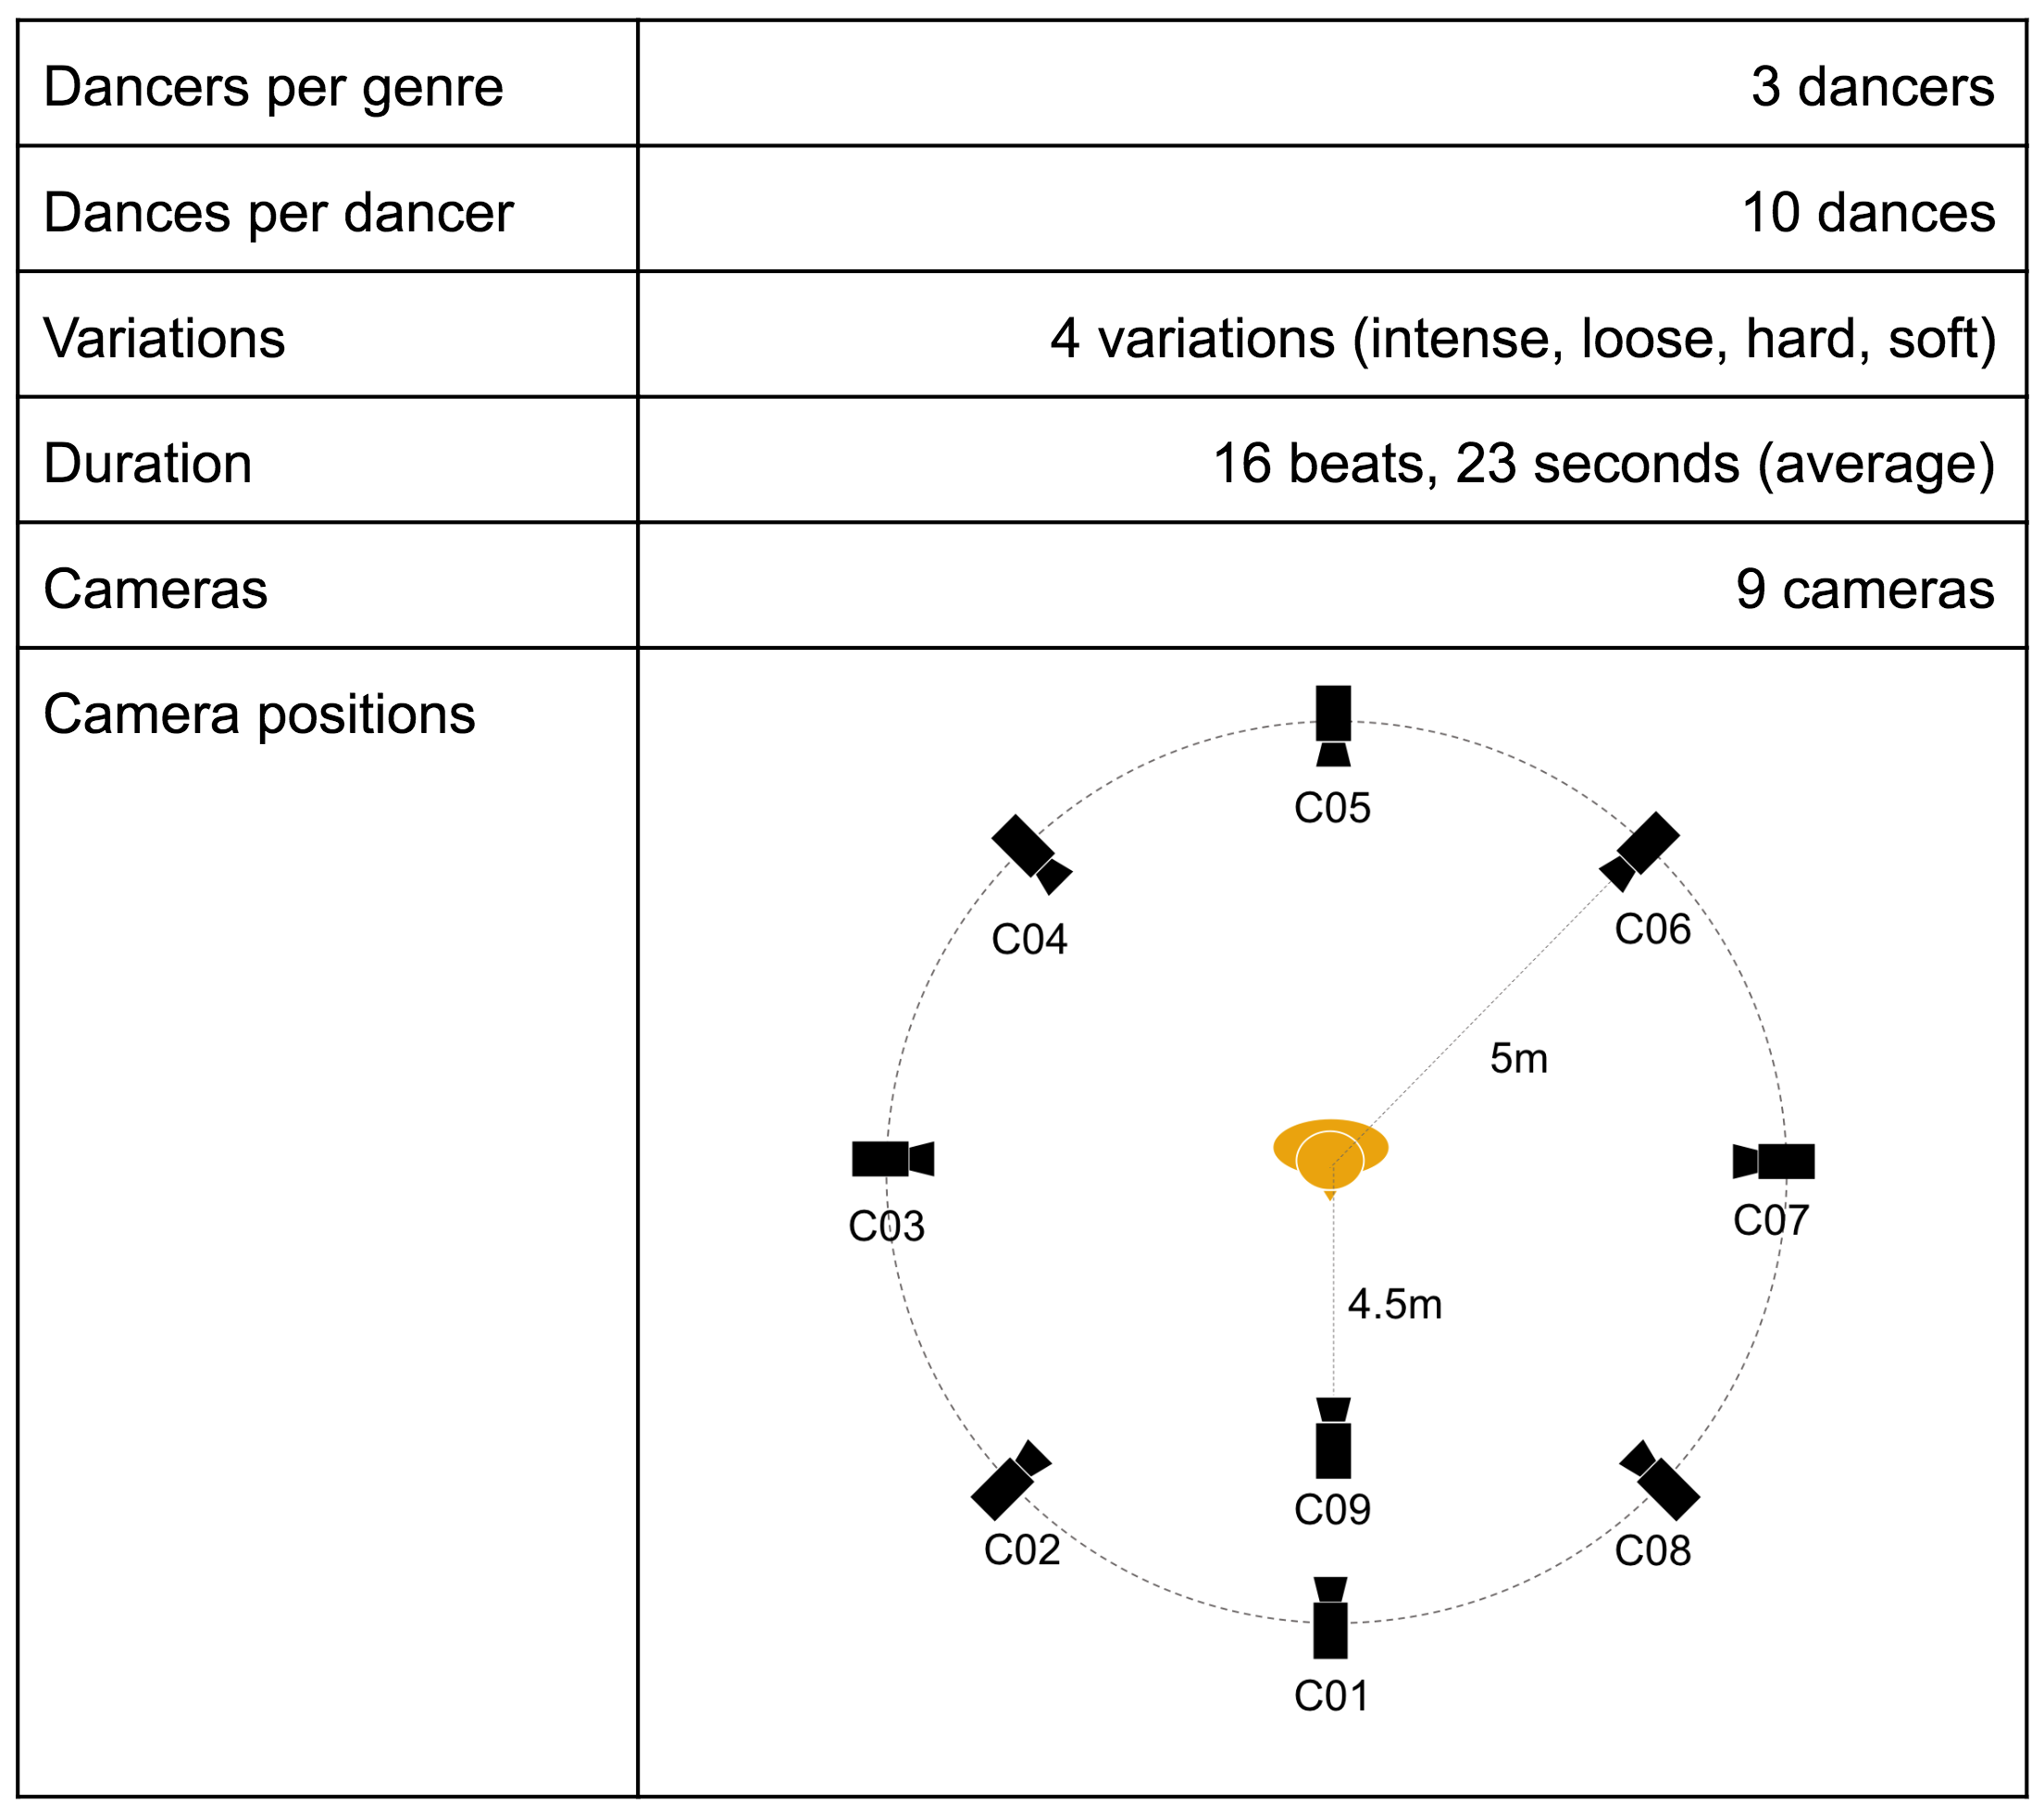 Dancers per genre
3 dancers
Dances per dancer
10 dances
Variations
4 variations (intense, loose, hard, soft)
Duration
16 beats, 23 seconds (average)
Cameras
9 cameras
Camera positions
C05
C04
C06
5m
C03
C07
4.5m
C09
C02
C08
C01